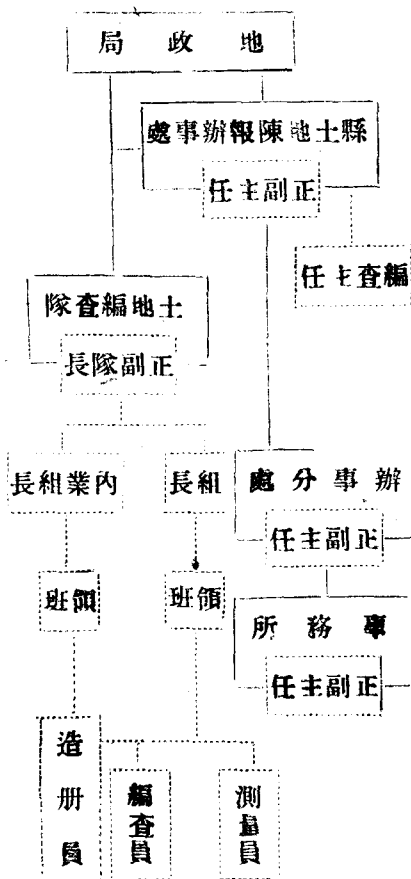 地政局
縣土地陳報辦事處
正副主任
編查主任
土地編查隊
正副隊長
辦事分處
正副主任
組長
內業組長
領班
領班
事務所
正副主任
測量員
編查員
造册員